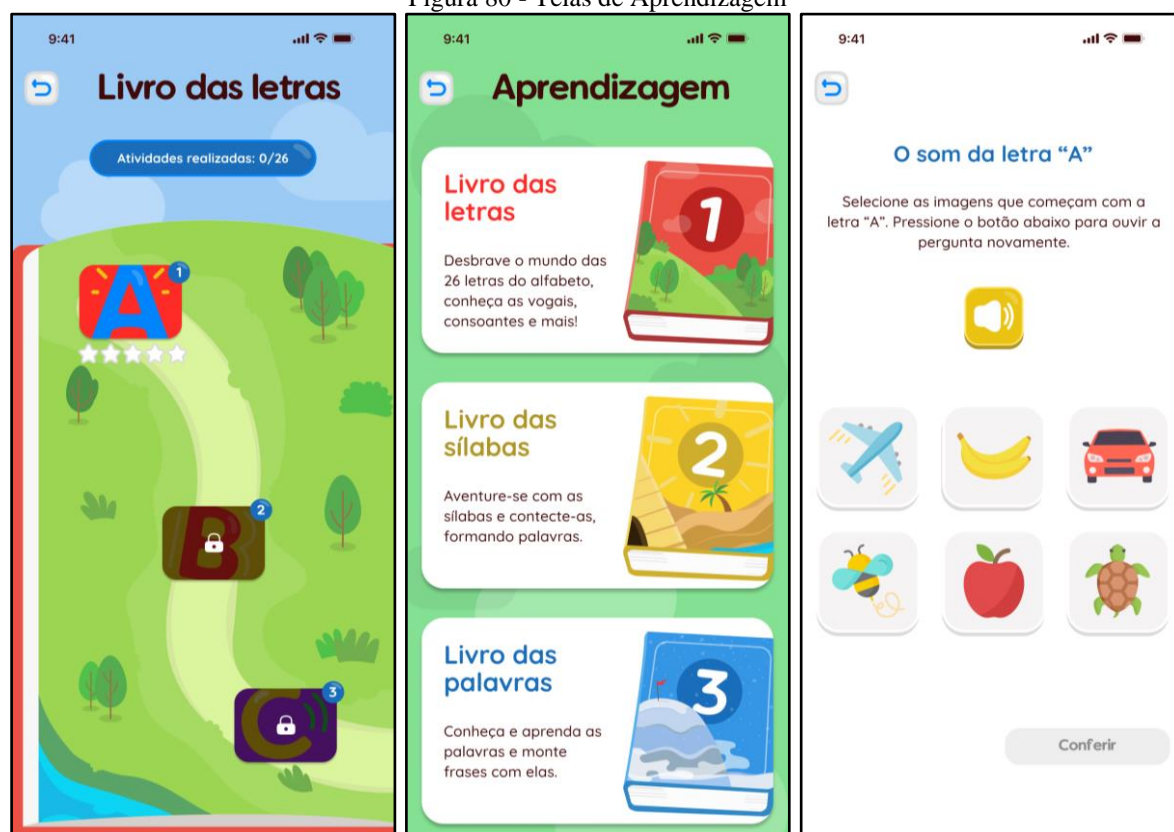 Figura 80 - Telas de Aprendizagem
9:41
Livro das letras
Atividades realizadas: 0/26
A
1
B
2
C
3
9:41
Aprendizagem
Livro das
letras
Desbrave o mundo das
26 letras do alfabeto,
conheça as vogais,
consoantes e mais!
1
Livro das
sílabas
Aventure-se com as
sílabas e contecte-as,
formando palavras.
2
Livro das
palavras
Conheça e aprenda as
palavras e monte
frases com elas.
3
9:41
O som da letra “A”
Selecione as imagens que começam com a
letra “A”. Pressione o botão abaixo para ouvir a
pergunta novamente.
Conferir